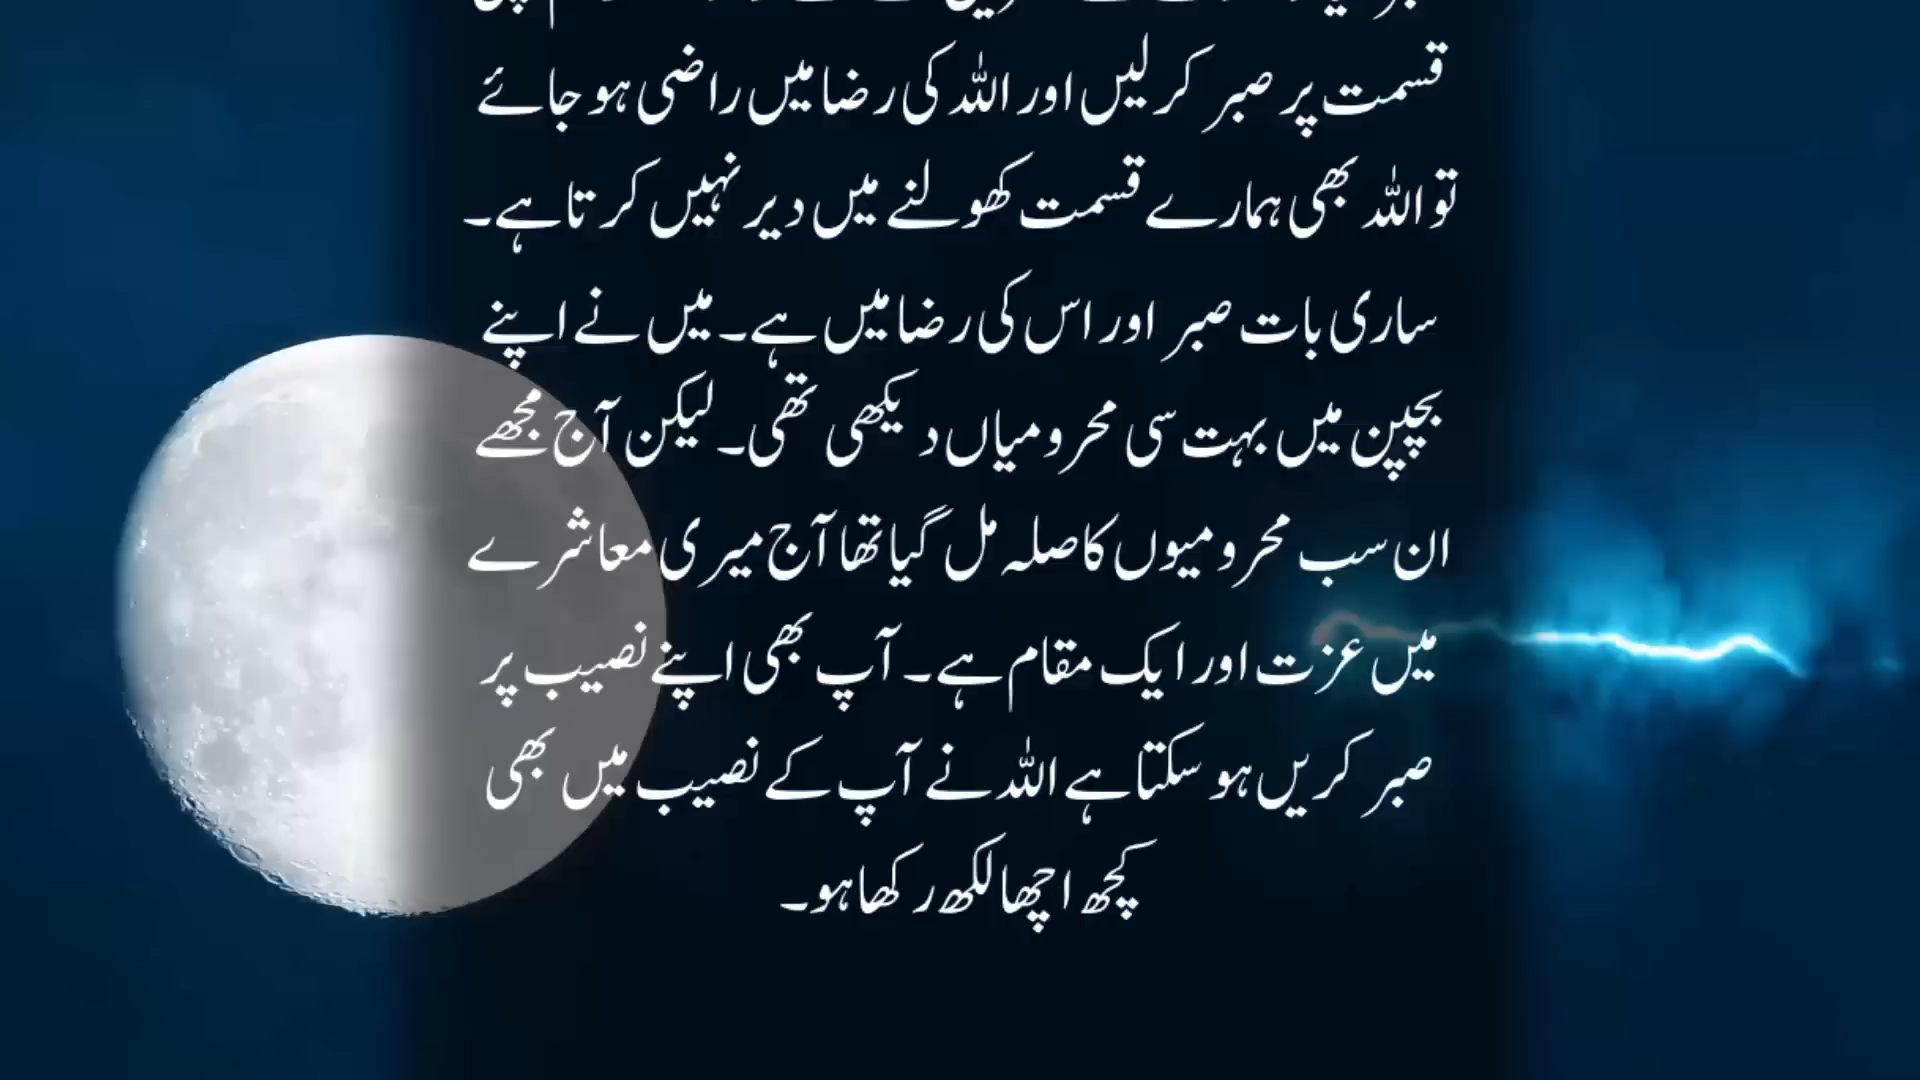 قسمت پر صبر کر لیں اور اللہ کی رضا میں راضی ہو جائے
تو اللہ بھی ہمارے قسمت کھولنے میں دیر نہیں کرتا ہے۔
ساری بات صبر اور اس کی رضا میں ہے۔ میں نے اپنے
بچپن میں بہت سی محرومیاں دیکھی تھی۔ لیکن آج مجھے
ان سب محرومیوں کا صلہ مل گیا تھا آج میری معاشرے
میں عزت اور ایک مقام ہے۔ آپ بھی اپنے نصیب پر
صبر کریں ہو سکتا ہے اللہ نے آپ کے نصیب میں بھی
کچھ اچھا لکھ رکھا ہو۔